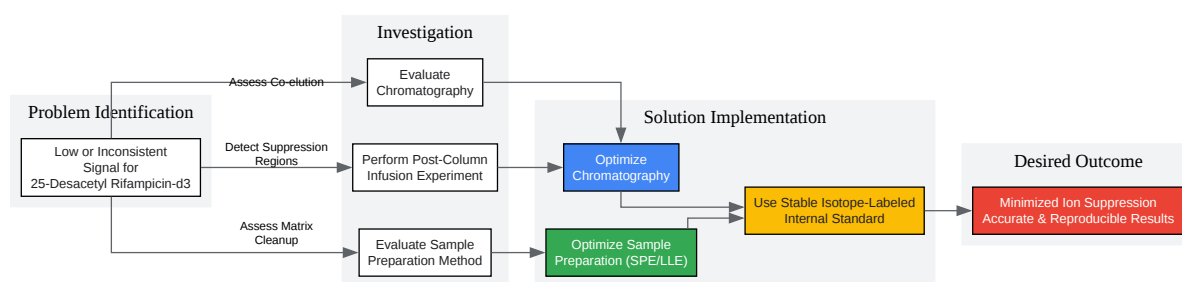 Problem Identification
Low or Inconsistent
Signal for
25-Desacetyl Rifampicin-d3
Assess Co-elution
Detect Suppression
Regions
Assess Matrix
Cleanup
Investigation
Evaluate
Chromatography
Perform Post-Column
Infusion Experiment
Evaluate Sample
Preparation Method
Solution Implementation
Optimize
Chromatography
Optimize Sample
Preparation (SPE/LLE)
Use Stable Isotope-Labeled
Internal Standard
Desired Outcome
Minimized Ion Suppression
Accurate & Reproducible Results